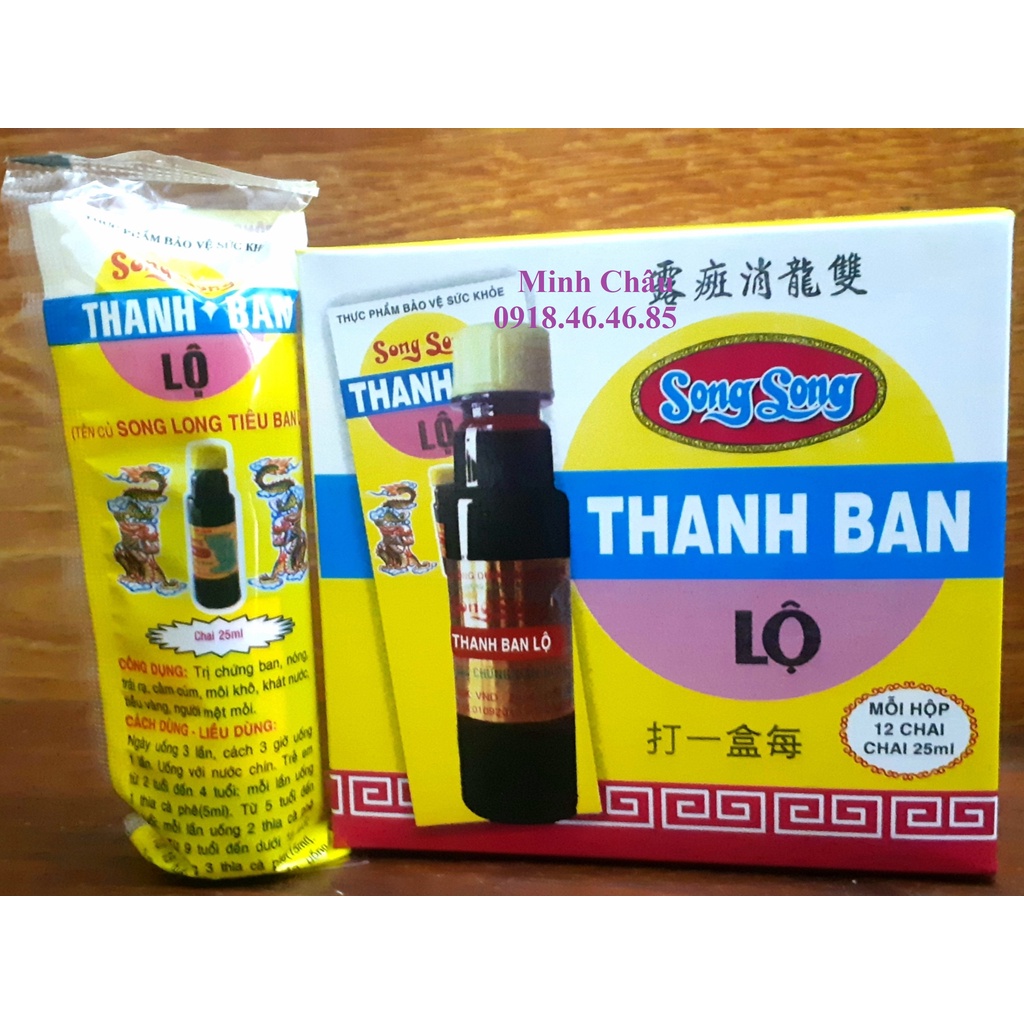 THỰC PHẨM BẢO VỆ SỨC KH
Song Song
THANH BAN
LỘ
(TÊN CŨ SONG LONG TIÊU BAN
Chai 25ml
CÔNG DỤNG: Trị chứng ban, nóng,
trái rạ, cảm cúm, môi khô, khát nước,
tiểu vàng, người mệt mỏi.
CÁCH DÙNG - LIỀU DÙNG:
Ngày uống 3 lần, cách 3 giờ uống
1 lần. Uống với nước chín. Trẻ em
từ 2 tuổi đến 4 tuổi: mỗi lần uống
1 thìa cà phê(5ml). Từ 5 tuổi đến
mỗi lần uống 2 thìa cà phê
9 tuổi đến dưới
3 thìa cà
Minh Châu
0918.46.46.85
露斑消龍雙
THỰC PHẨM BẢO VỆ SỨC KHỎE
Song So
THANH
LỘ
THANH BAN LỘ
Song Song
THANH BAN
LỘ
打一盒每
MỖI HỘP
12 CHAI
CHAI 25ml